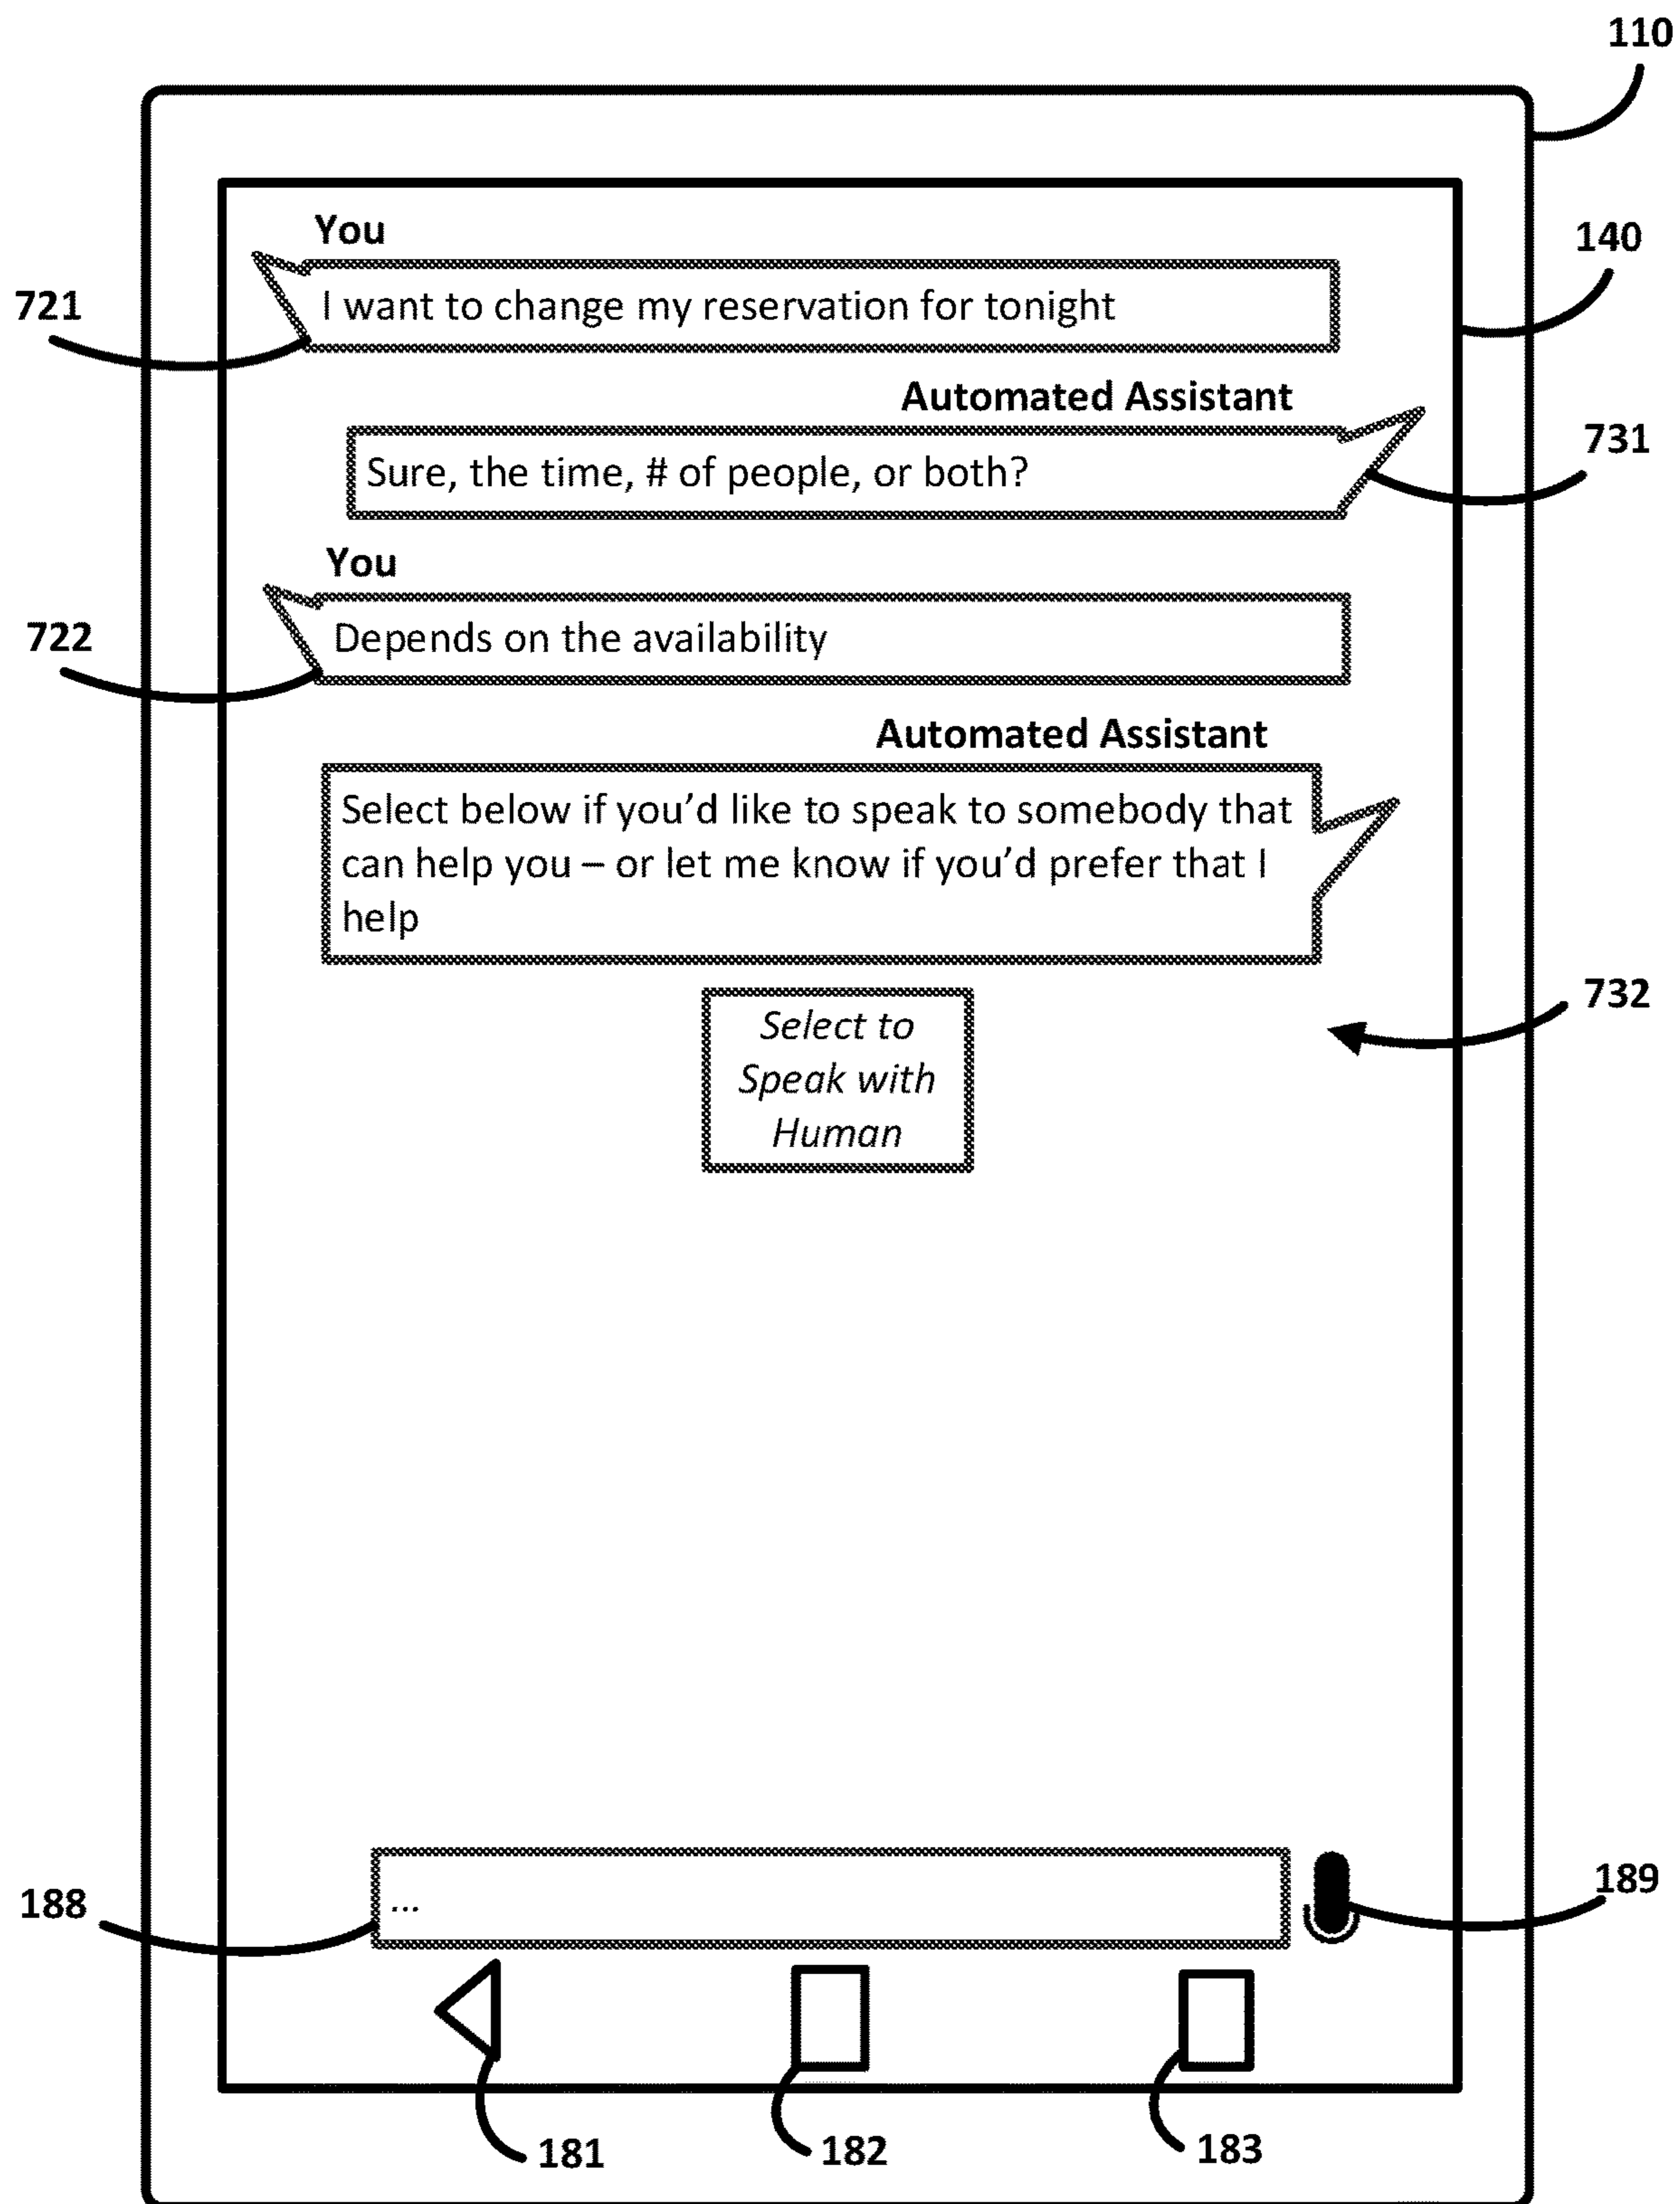 110
You
140
721
I want to change my reservation for tonight
Automated Assistant
731
Sure, the time, # of people, or both?
You
722
Depends on the availability
Automated Assistant
Select below if you’d like to speak to somebody that
can help you – or let me know if you’d prefer that I
help
732
Select to
Speak with
Human
188
...
189
181
182
183